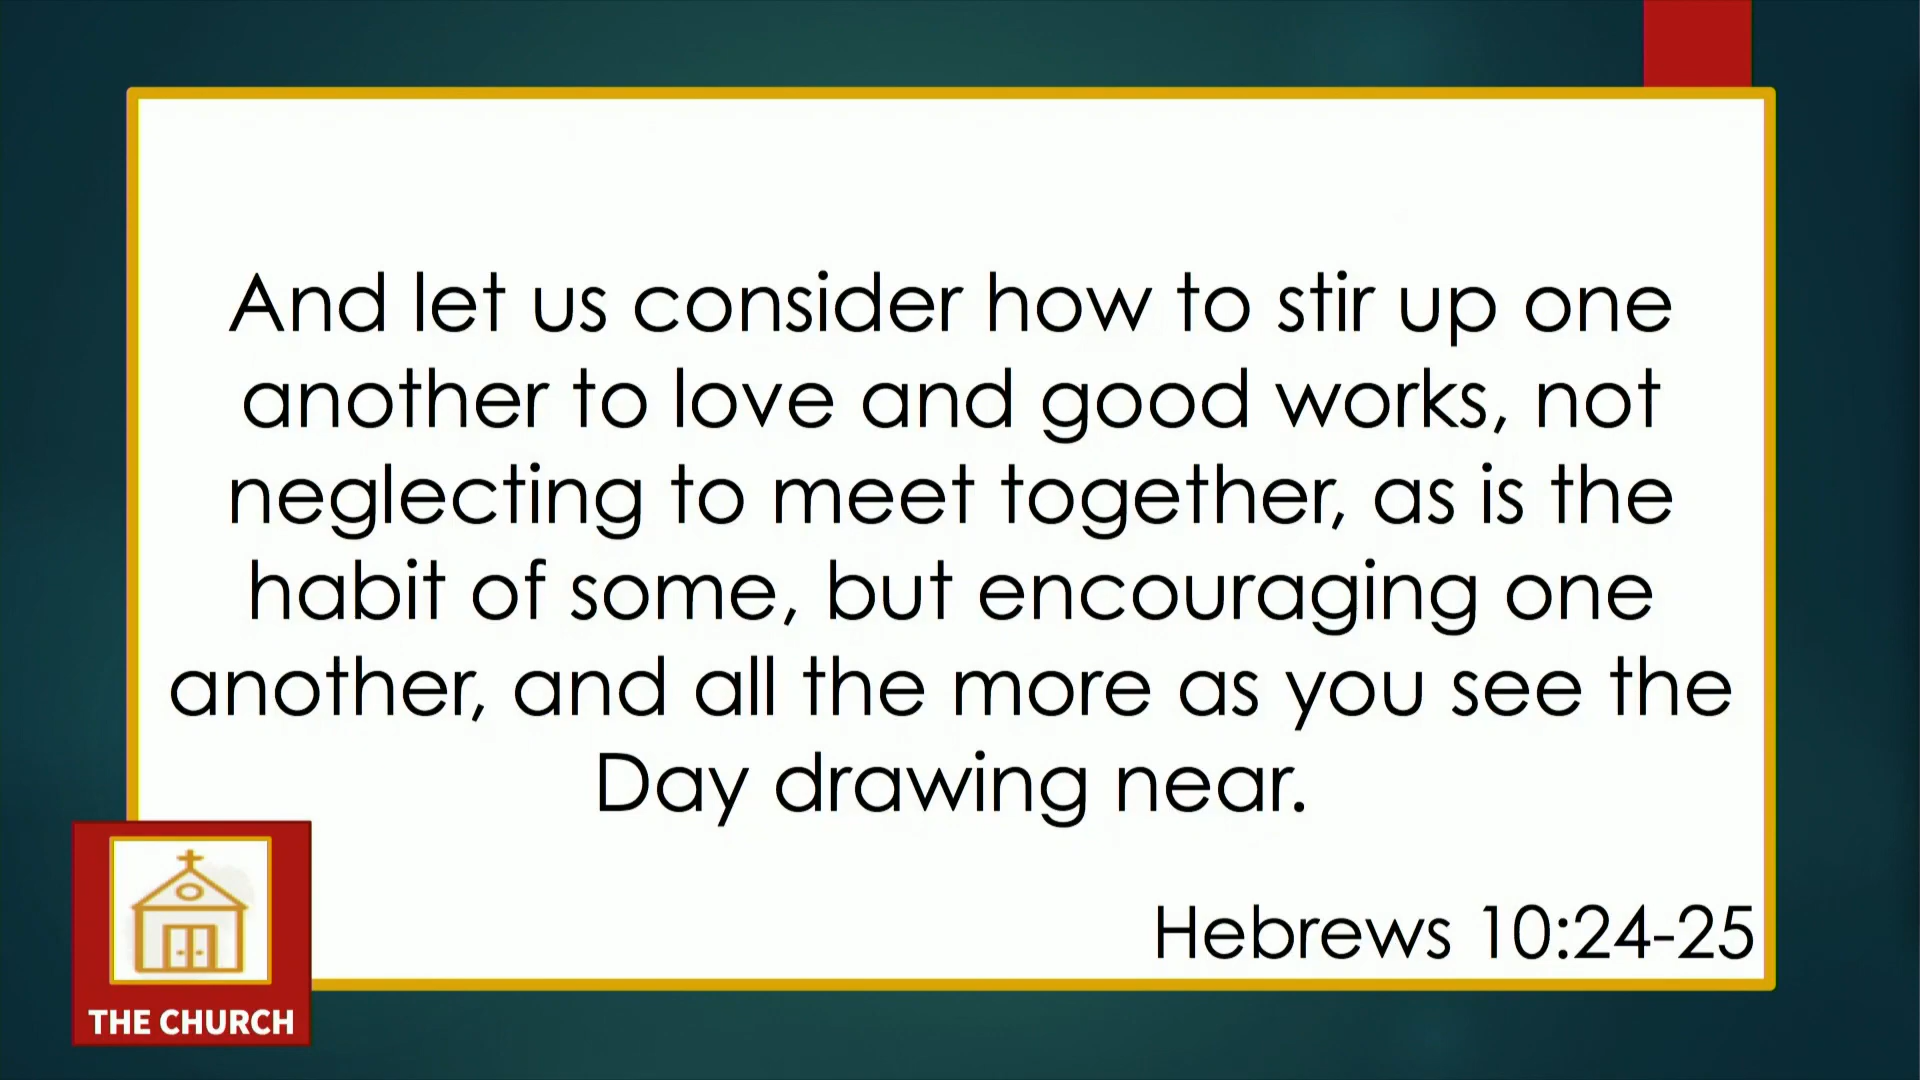 And let us consider how to stir up one
another to love and good works, not
neglecting to meet together, as is the
habit of some, but encouraging one
another, and all the more as you see the
Day drawing near.
Hebrews 10:24-25
THE CHURCH